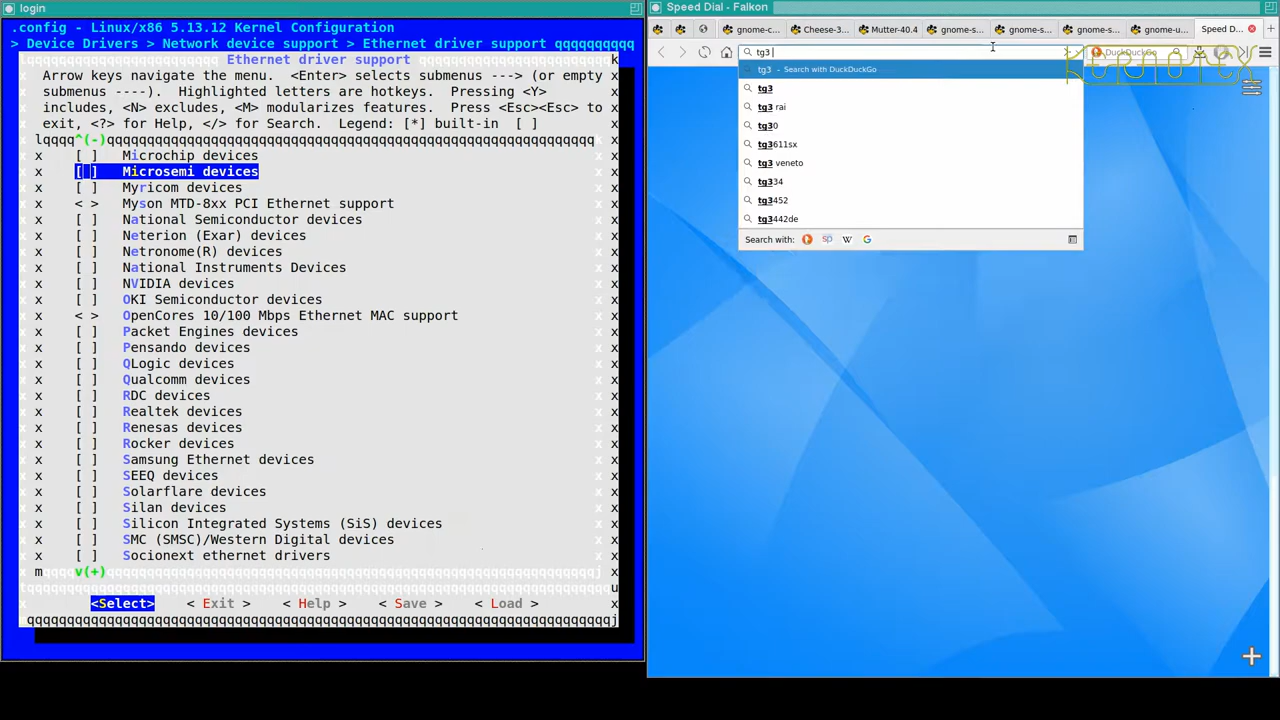 login
.config - Linux/x86 5.13.12 Kernel Configuration
> Device Drivers > Network device support > Ethernet driver support qqqqqqqqqq
lqqqqqqqqqqqqqqqqqqqqqqqqq Ethernet driver support qqqqqqqqqqqqqqqqqqqqqqqqqk
Arrow keys navigate the menu. <Enter> selects submenus ---> (or empty
submenus ----). Highlighted letters are hotkeys. Pressing <Y>
includes, <N> excludes, <M> modularizes features. Press <Esc><Esc> to
exit, <?> for Help, </> for Search. Legend: [*] built-in [ ]
[ ] Microchip devices
[ ] Microsemi devices
[ ] Myricom devices
< > Myson MTD-8xx PCI Ethernet support
[ ] National Semiconductor devices
[ ] Neterion (Exar) devices
[ ] Netronome(R) devices
[ ] National Instruments Devices
[ ] NVIDIA devices
[ ] OKI Semiconductor devices
< > OpenCores 10/100 Mbps Ethernet MAC support
[ ] Packet Engines devices
[ ] Pensando devices
[ ] QLogic devices
[ ] Qualcomm devices
[ ] RDC devices
[ ] Realtek devices
[ ] Renesas devices
[ ] Rocker devices
[ ] Samsung Ethernet devices
[ ] SEEQ devices
[ ] Solarflare devices
[ ] Silan devices
[ ] Silicon Integrated Systems (SiS) devices
[ ] SMC (SMSC)/Western Digital devices
[ ] Socionext ethernet drivers
v(+)
<Select> < Exit > < Help > < Save > < Load >
Speed Dial - Falkon
gnome-c... Cheese-3... Mutter-40.4 gnome-s... gnome-s... gnome-s... gnome-u... Speed D...
tg3 DuckDuckGo
KERNOTEX
tg3 - Search with DuckDuckGo
tg3
tg3 rai
tg30
tg3611sx
tg3 veneto
tg334
tg3452
tg3442de
Search with: